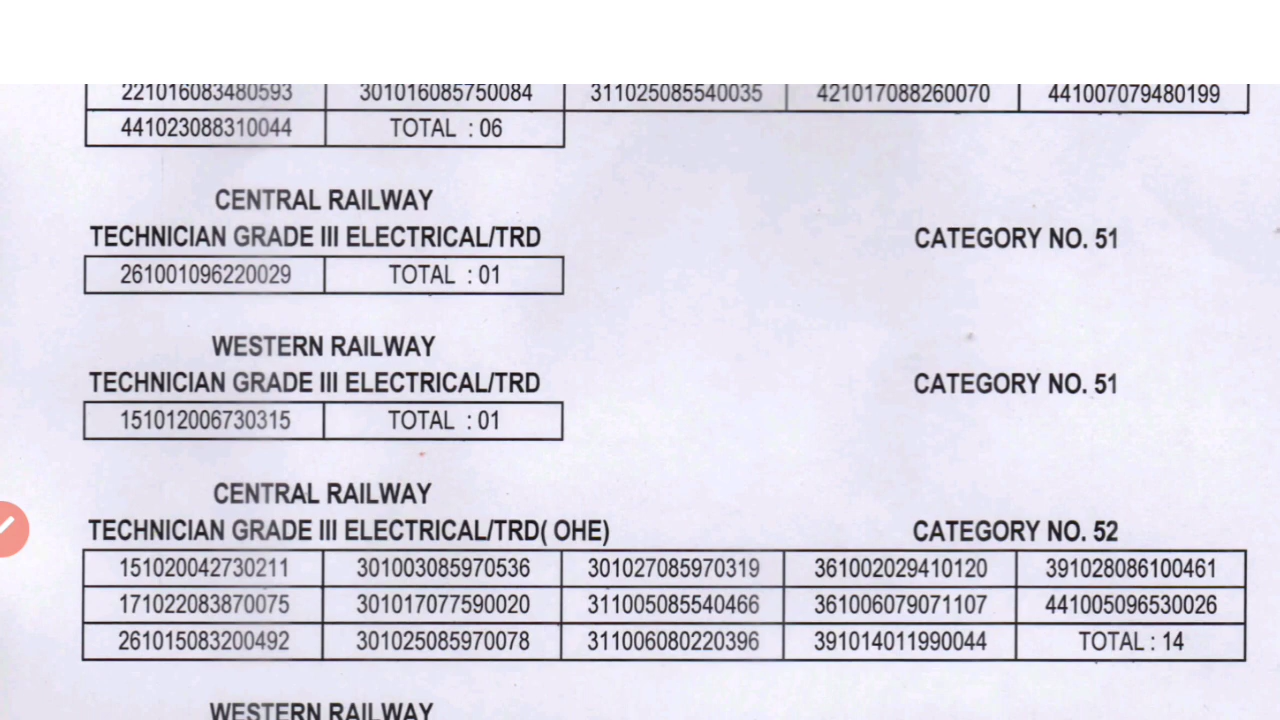 221016083480593 301016085750084 311025085540035 421017088260070 441007079480199
441023088310044 TOTAL : 06
CENTRAL RAILWAY
TECHNICIAN GRADE III ELECTRICAL/TRD CATEGORY NO. 51
261001096220029 TOTAL : 01
WESTERN RAILWAY
TECHNICIAN GRADE III ELECTRICAL/TRD CATEGORY NO. 51
151012006730315 TOTAL : 01
CENTRAL RAILWAY
TECHNICIAN GRADE III ELECTRICAL/TRD( OHE) CATEGORY NO. 52
151020042730211 301003085970536 301027085970319 361002029410120 391028086100461
171022083870075 301017077590020 311005085540466 361006079071107 441005096530026
261015083200492 301025085970078 311006080220396 391014011990044 TOTAL : 14
WESTERN RAILWAY